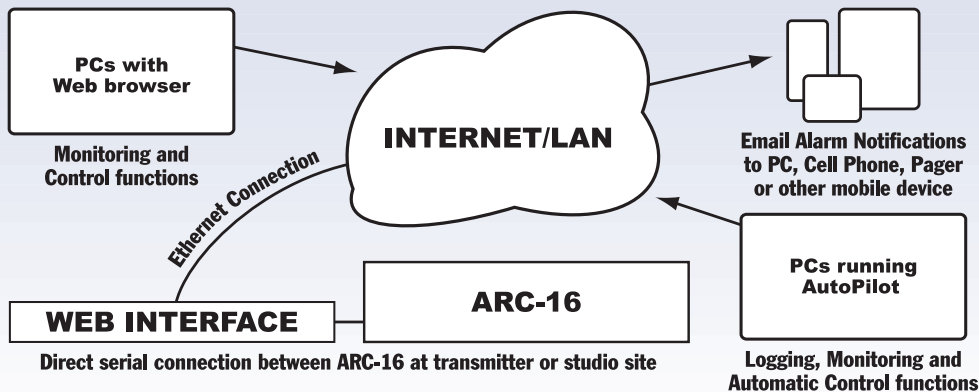 PCs with
Web browser
Monitoring and
Control functions
INTERNET/LAN
Email Alarm Notifications
to PC, Cell Phone, Pager
or other mobile device
Ethernet Connection
PCs running
AutoPilot
Logging, Monitoring and
Automatic Control functions
WEB INTERFACE
ARC-16
Direct serial connection between ARC-16 at transmitter or studio site